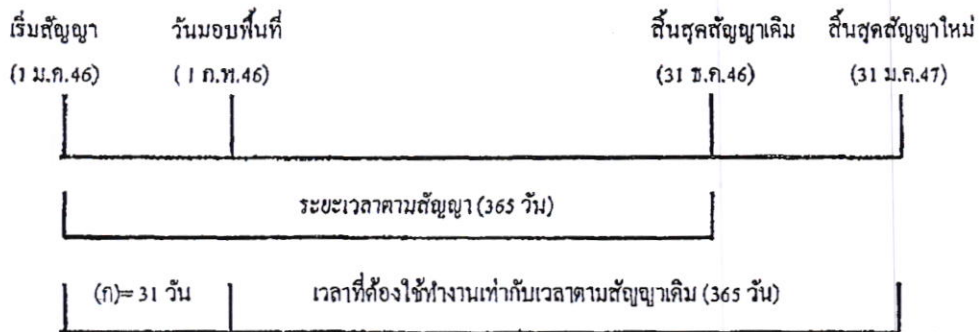 เริ่มสัญญา วันมอบพื้นที่ สิ้นสุดสัญญาเดิม สิ้นสุดสัญญาใหม่
(1 ม.ค.46) (1 ก.พ.46) (31 ธ.ค.46) (31 ม.ค.47)
ระยะเวลาตามสัญญา (365 วัน)
(ก)= 31 วัน เวลาที่ต้องใช้ทำงานเท่ากับเวลาตามสัญญาเดิม (365 วัน)